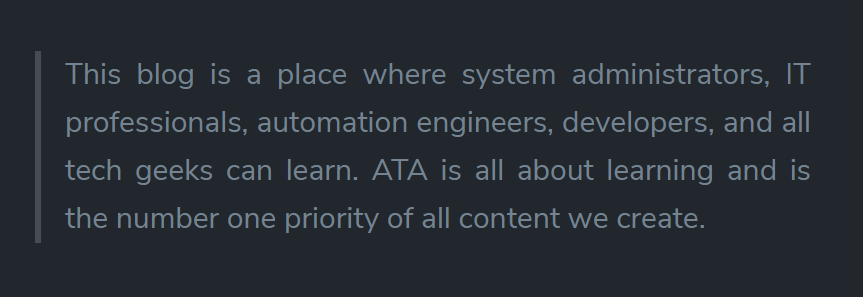 This blog is a place where system administrators, IT
professionals, automation engineers, developers, and all
tech geeks can learn. ATA is all about learning and is
the number one priority of all content we create.